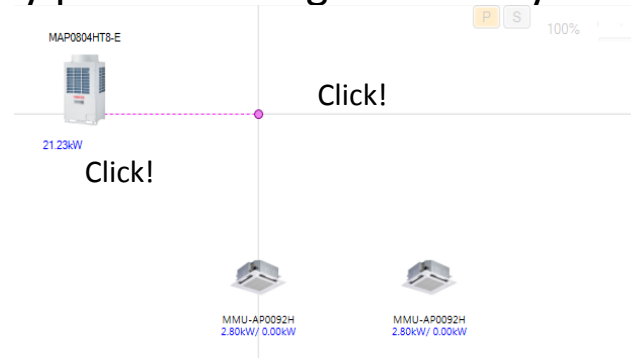 P S
100%
MAP0804HT8-E
Click!
21.23kW
Click!
MMU-AP0092H
2.80kW/ 0.00kW
MMU-AP0092H
2.80kW/ 0.00kW